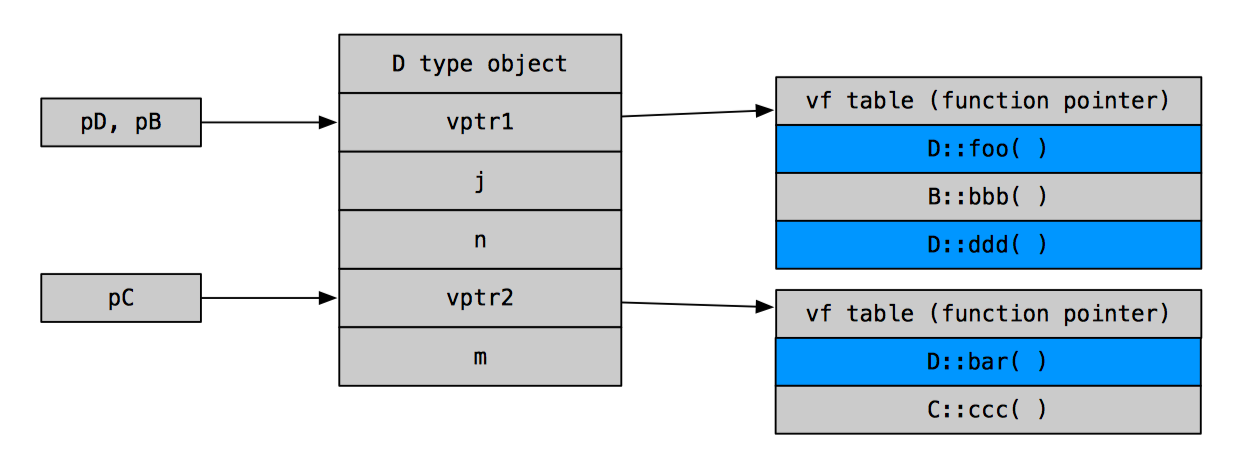 D type object
pD, pB
vptr1
j
n
pC
vptr2
m
vf table (function pointer)
D::foo( )
B::bbb( )
D::ddd( )
vf table (function pointer)
D::bar( )
C::ccc( )